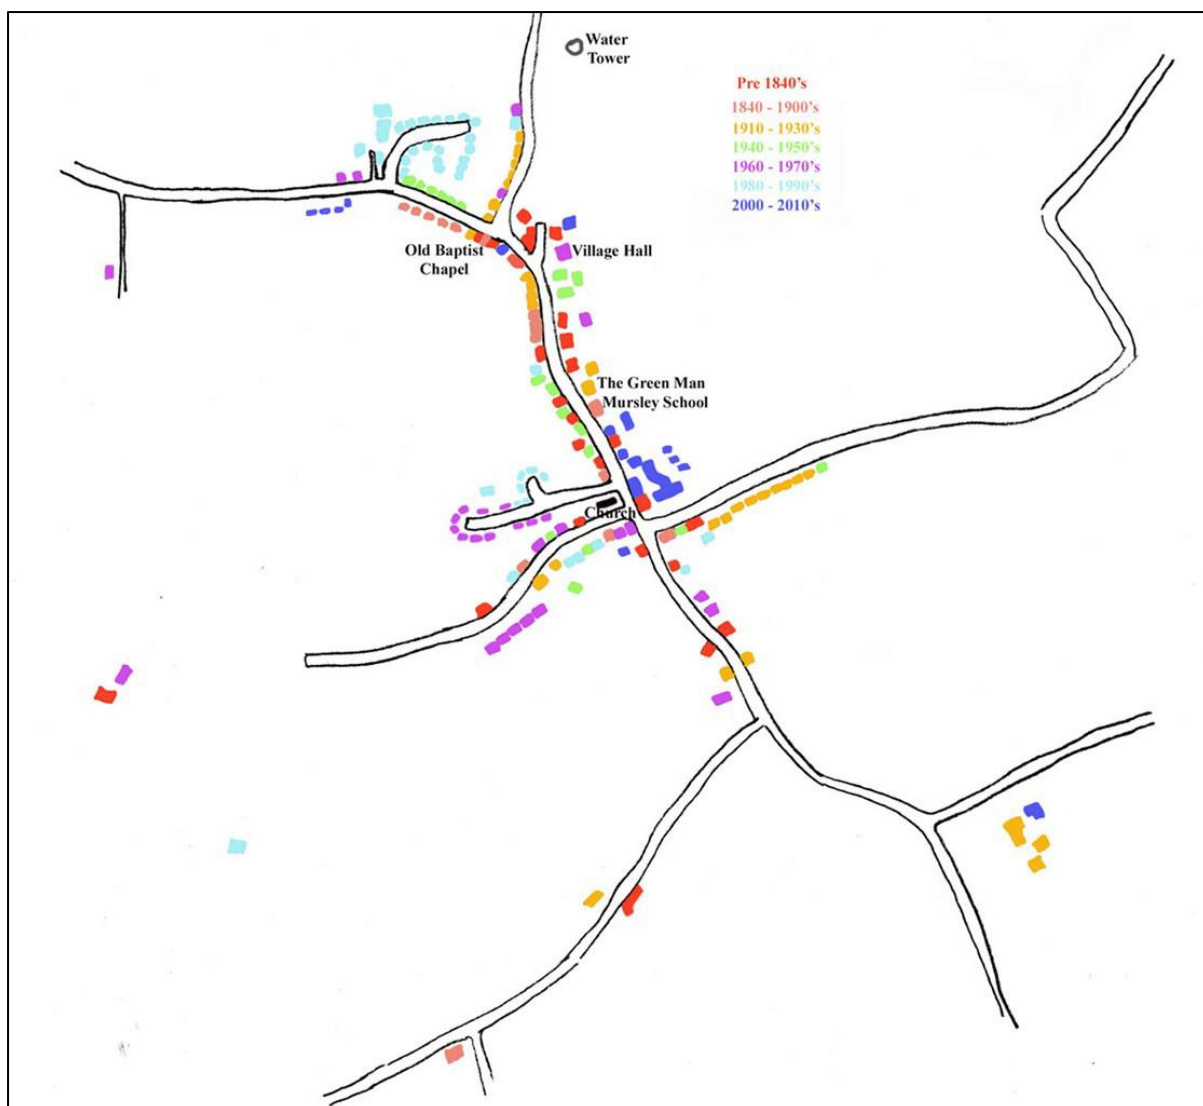 Water
Tower
Pre 1840's
1840 - 1900's
1910 - 1930's
1940 - 1950's
1960 - 1970's
1980 - 1990's
2000 - 2010's
Old Baptist
Chapel
Village Hall
The Green Man
Mursley School
Church